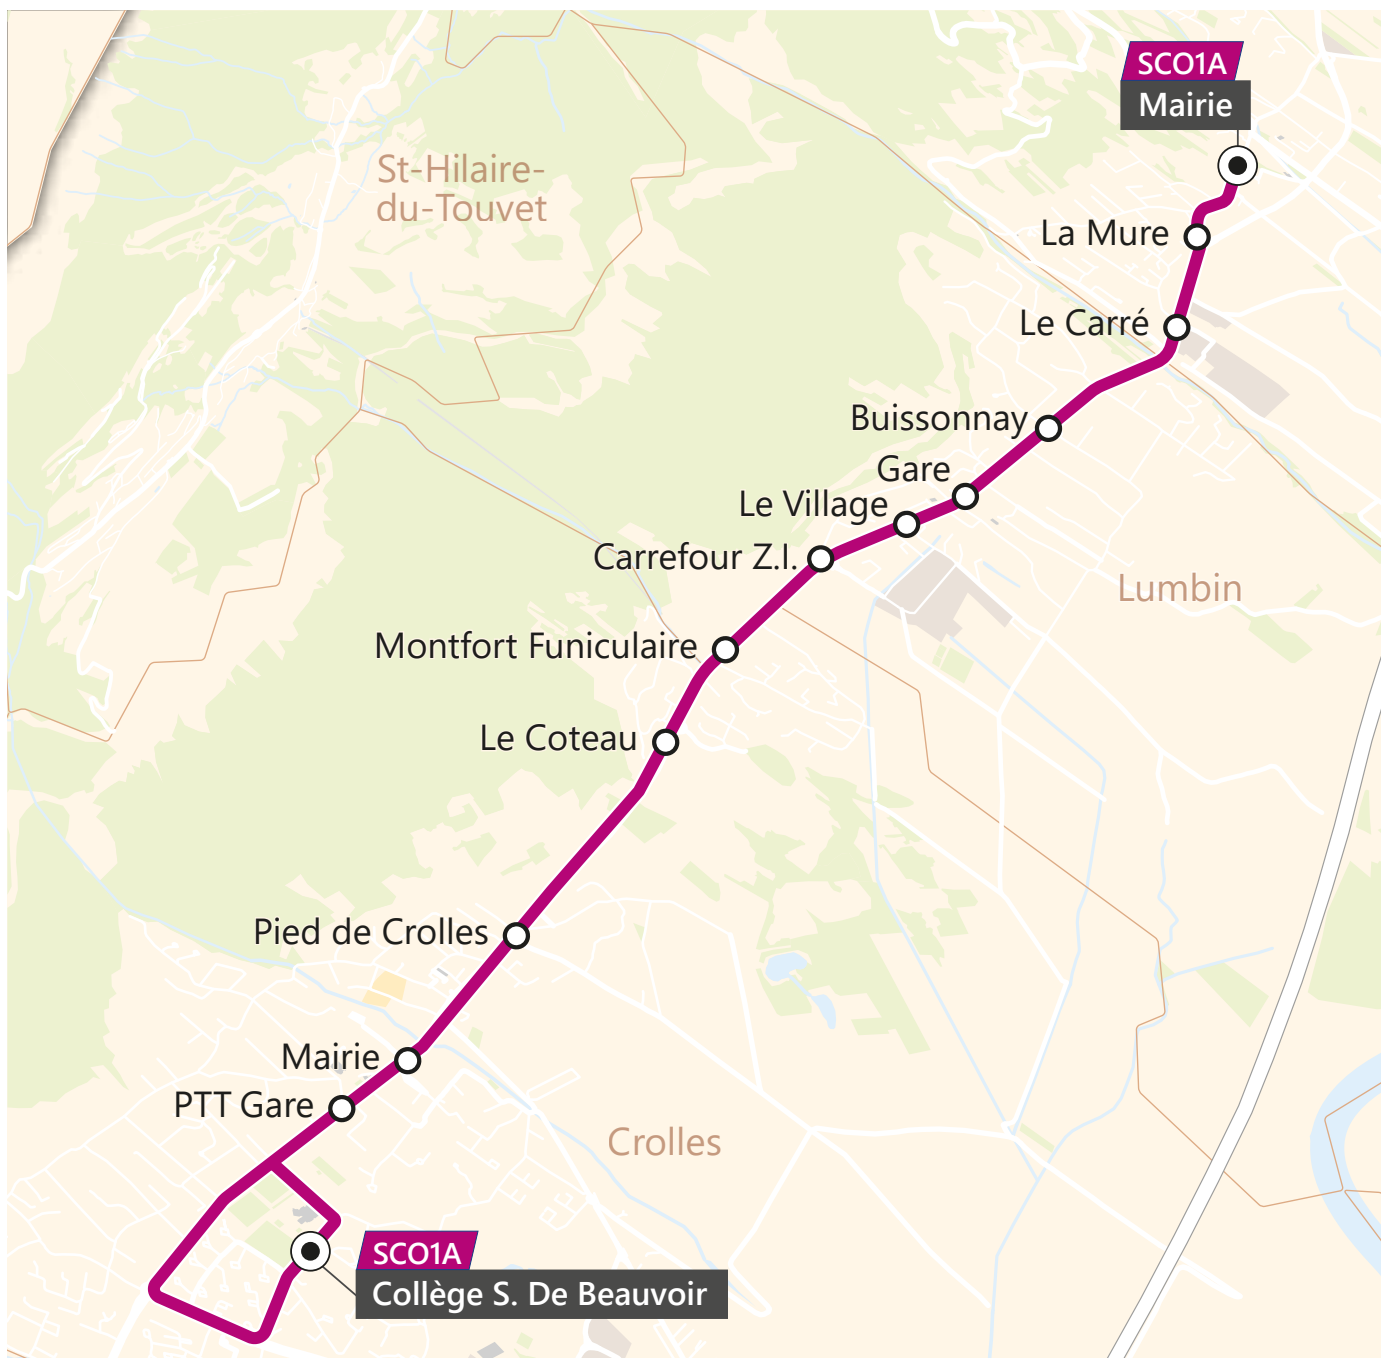 SCO1A
Mairie
St-Hilaire-
du-Touvet
La Mure
Le Carré
Buissonnay
Gare
Le Village
Carrefour Z.I.
Lumbin
Montfort Funiculaire
Le Coteau
Pied de Crolles
Mairie
PTT Gare
Crolles
SCO1A
Collège S. De Beauvoir